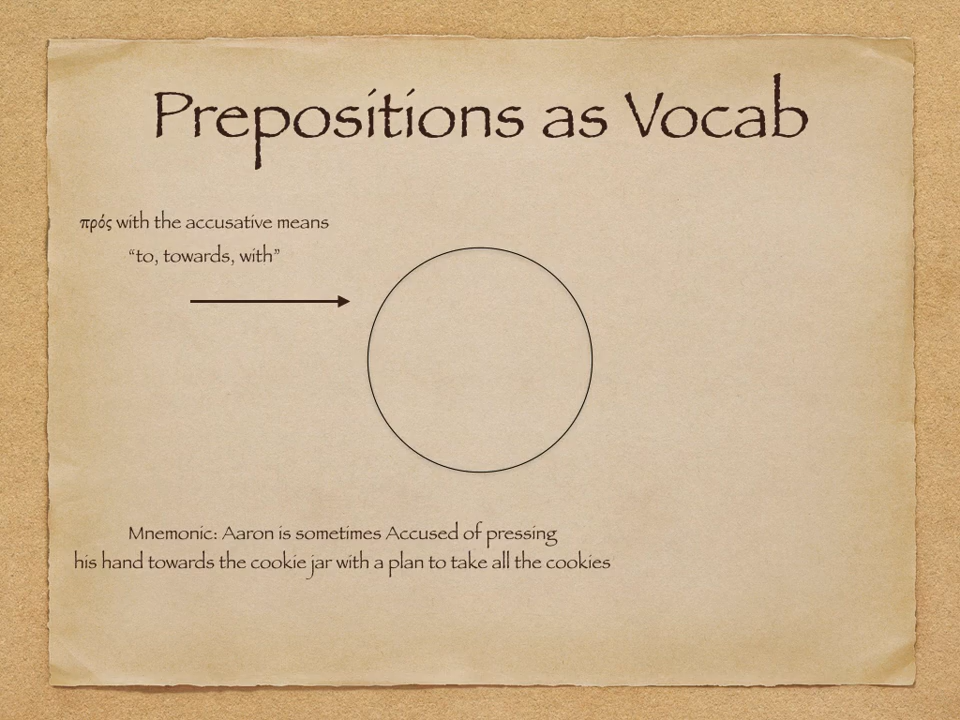 Prepositions as Vocab
πρός with the accusative means
“to, towards, with”
Mnemonic: Aaron is sometimes Accused of pressing
his hand towards the cookie jar with a plan to take all the cookies